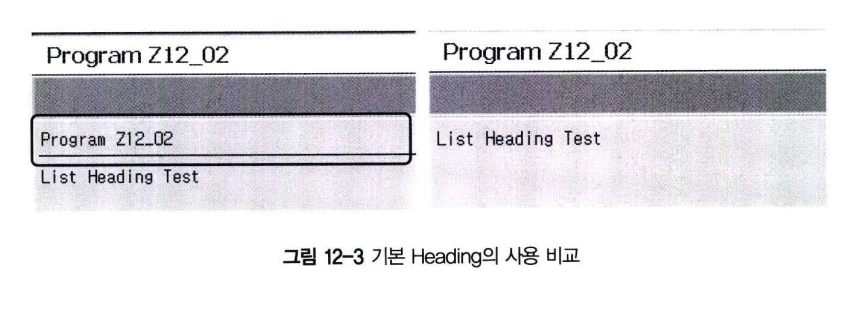 Program Z12_02
Program Z12_02
List Heading Test
Program Z12_02
List Heading Test
그림 12-3 기본 Heading의 사용 비교